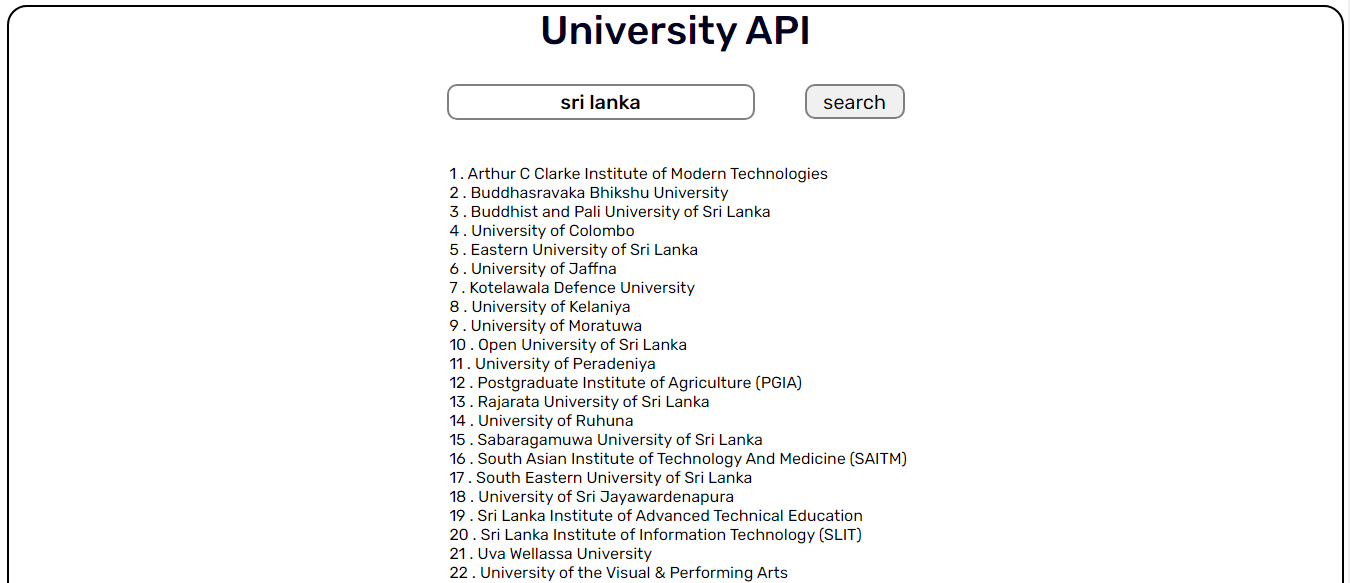 University API
sri lanka
search
1 . Arthur C Clarke Institute of Modern Technologies
2 . Buddhasravaka Bhikshu University
3 . Buddhist and Pali University of Sri Lanka
4 . University of Colombo
5 . Eastern University of Sri Lanka
6 . University of Jaffna
7 . Kotelawala Defence University
8 . University of Kelaniya
9 . University of Moratuwa
10 . Open University of Sri Lanka
11 . University of Peradeniya
12 . Postgraduate Institute of Agriculture (PGIA)
13 . Rajarata University of Sri Lanka
14 . University of Ruhuna
15 . Sabaragamuwa University of Sri Lanka
16 . South Asian Institute of Technology And Medicine (SAITM)
17 . South Eastern University of Sri Lanka
18 . University of Sri Jayawardenapura
19 . Sri Lanka Institute of Advanced Technical Education
20 . Sri Lanka Institute of Information Technology (SLIT)
21 . Uva Wellassa University
22 . University of the Visual & Performing Arts